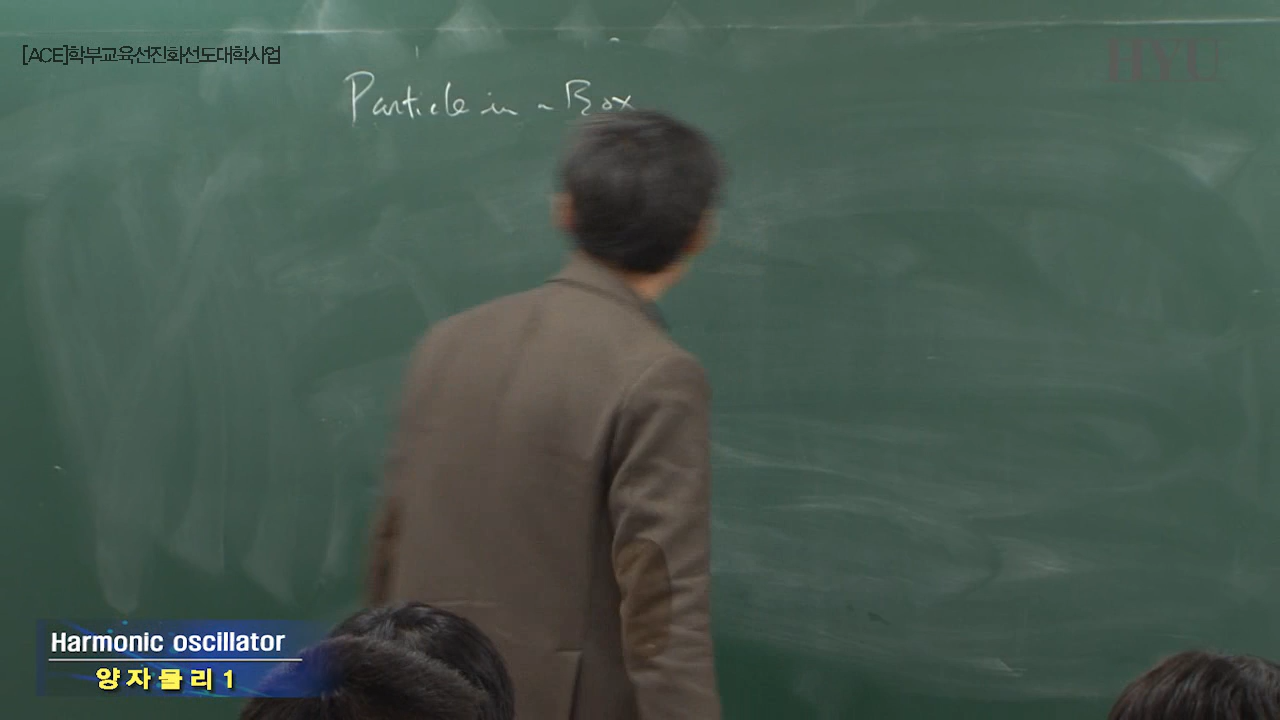 [ACE]학부교육선진화선도대학사업
HYU
Particle in a Box
Harmonic oscillator
양자물리1